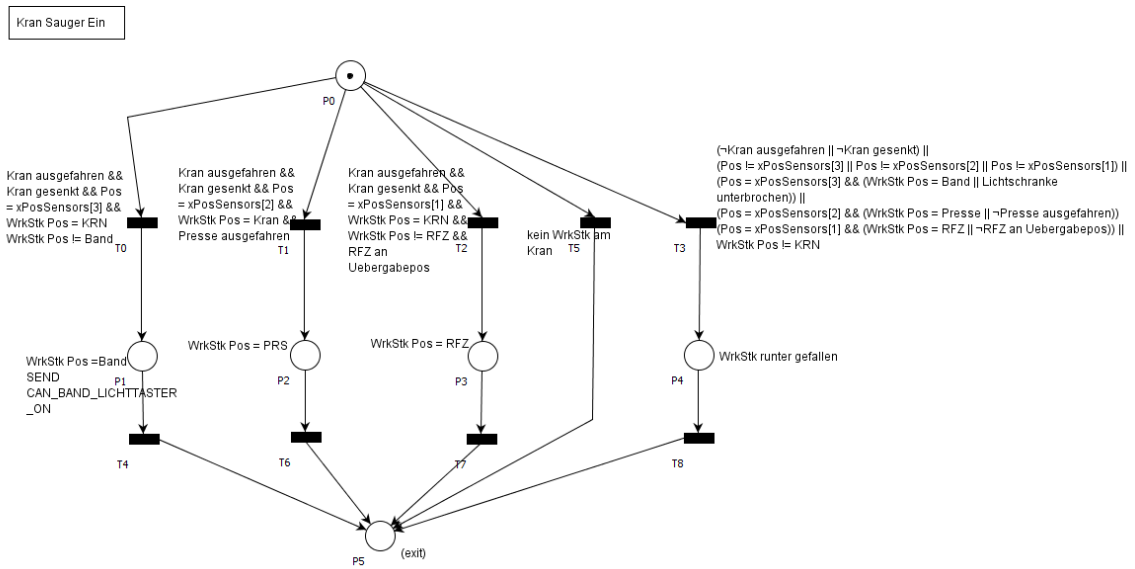 Kran Sauger Ein
P0
Kran ausgefahren &&
Kran gesenkt && Pos
= xPosSensors[3] &&
WrkStk Pos = KRN
WrkStk Pos != Band
T0
Kran ausgefahren &&
Kran gesenkt && Pos
= xPosSensors[2] &&
WrkStk Pos = Kran &&
Presse ausgefahren
T1
Kran ausgefahren &&
Kran gesenkt && Pos
= xPosSensors[1] &&
WrkStk Pos = KRN &&
WrkStk Pos != RFZ &&
RFZ an
Uebergabepos
T2
kein WrkStk am
Kran
T5
(¬Kran ausgefahren || ¬Kran gesenkt) ||
(Pos != xPosSensors[3] || Pos != xPosSensors[2] || Pos != xPosSensors[1]) ||
(Pos = xPosSensors[3] && (WrkStk Pos = Band || Lichtschranke
unterbrochen)) ||
(Pos = xPosSensors[2] && (WrkStk Pos = Presse || ¬Presse ausgefahren))
(Pos = xPosSensors[1] && (WrkStk Pos = RFZ || ¬RFZ an Uebergabepos)) ||
WrkStk Pos != KRN
T3
WrkStk Pos =Band
SEND
CAN_BAND_LICHTTASTER
_ON
P1
WrkStk Pos = PRS
P2
WrkStk Pos = RFZ
P3
WrkStk runter gefallen
P4
T4
T6
T7
T8
P5
(exit)